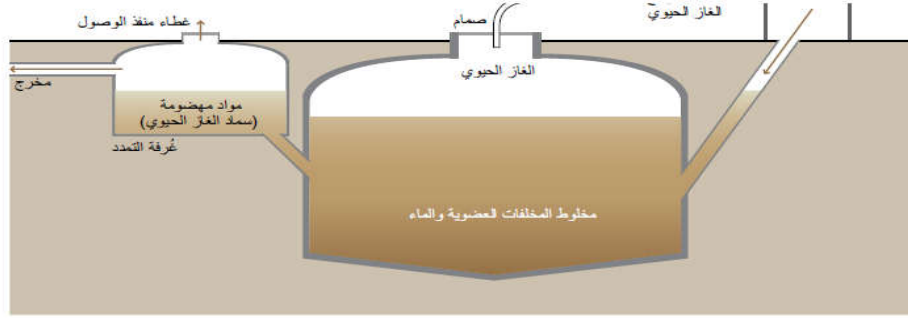 الغاز الحيوي
صمام
غطاء منفذ الوصول
الغاز الحيوي
مخرج
مواد مهضومة
(سماد الغاز الحيوي)
غُرفة التمدد
مخلوط المخلفات العضوية والماء